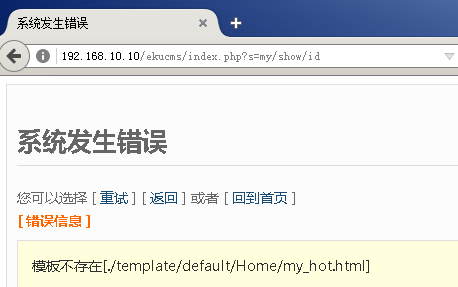 系统发生错误
192.168.10.10/ekucms/index.php?s=my/show/id
系统发生错误
您可以选择 [ 重试 ] [ 返回 ] 或者 [ 回到首页 ]
[ 错误信息 ]
模板不存在[./template/default/Home/my_hot.html]